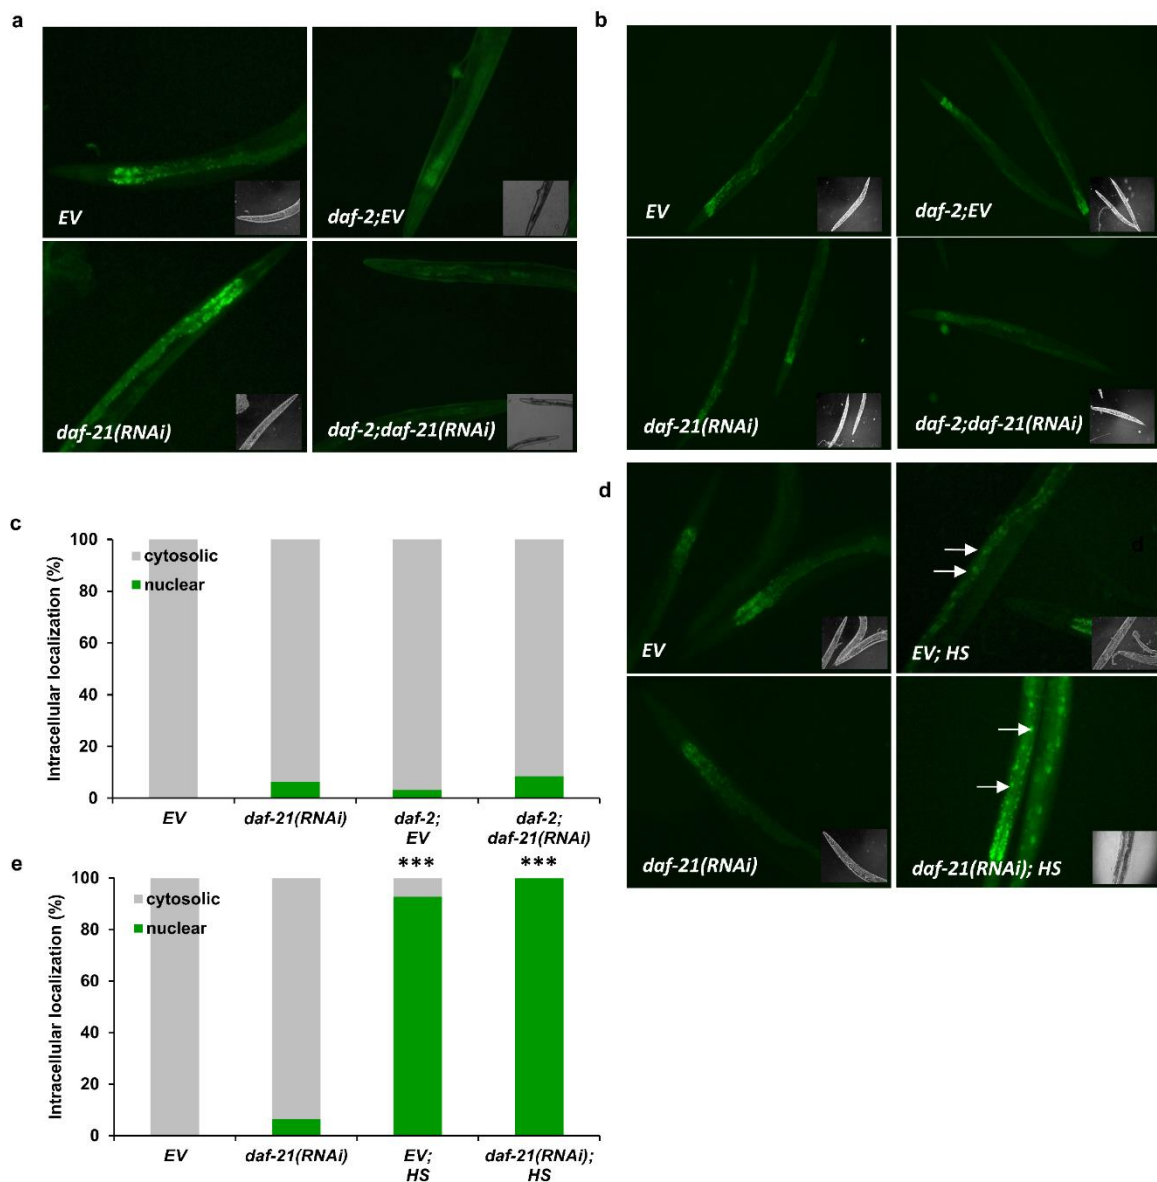 a
EV
daf-2;EV
daf-21(RNAi)
daf-2;daf-21(RNAi)
b
EV
daf-2;EV
daf-21(RNAi)
daf-2;daf-21(RNAi)
c
Intracellular localization (%)
100
80
60
40
20
0
cytosolic
nuclear
EV
daf-21(RNAi)
daf-2;
EV
daf-2;
daf-21(RNAi)
d
d
EV
EV; HS
daf-21(RNAi)
daf-21(RNAi); HS
e
Intracellular localization (%)
100
80
60
40
20
0
cytosolic
nuclear
***
***
EV
daf-21(RNAi)
EV;
HS
daf-21(RNAi);
HS